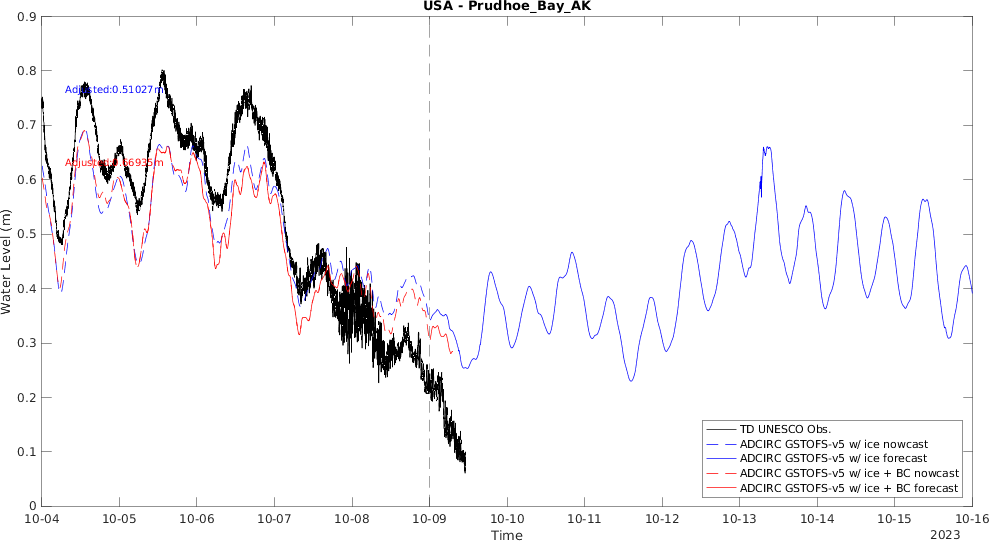 USA - Prudhoe_Bay_AK
0.9
0.8
0.7
0.6
0.5
0.4
0.3
0.2
0.1
0
Water Level (m)
Adjusted:0.51027m
10-04 10-05 10-06 10-07 10-08 10-09 10-10 10-11 10-12 10-13 10-14 10-15 10-16
Time
2023
TD UNESCO Obs.
ADCIRC GSTOFS-v5 w/ ice nowcast
ADCIRC GSTOFS-v5 w/ ice forecast
ADCIRC GSTOFS-v5 w/ ice + BC nowcast
ADCIRC GSTOFS-v5 w/ ice + BC forecast